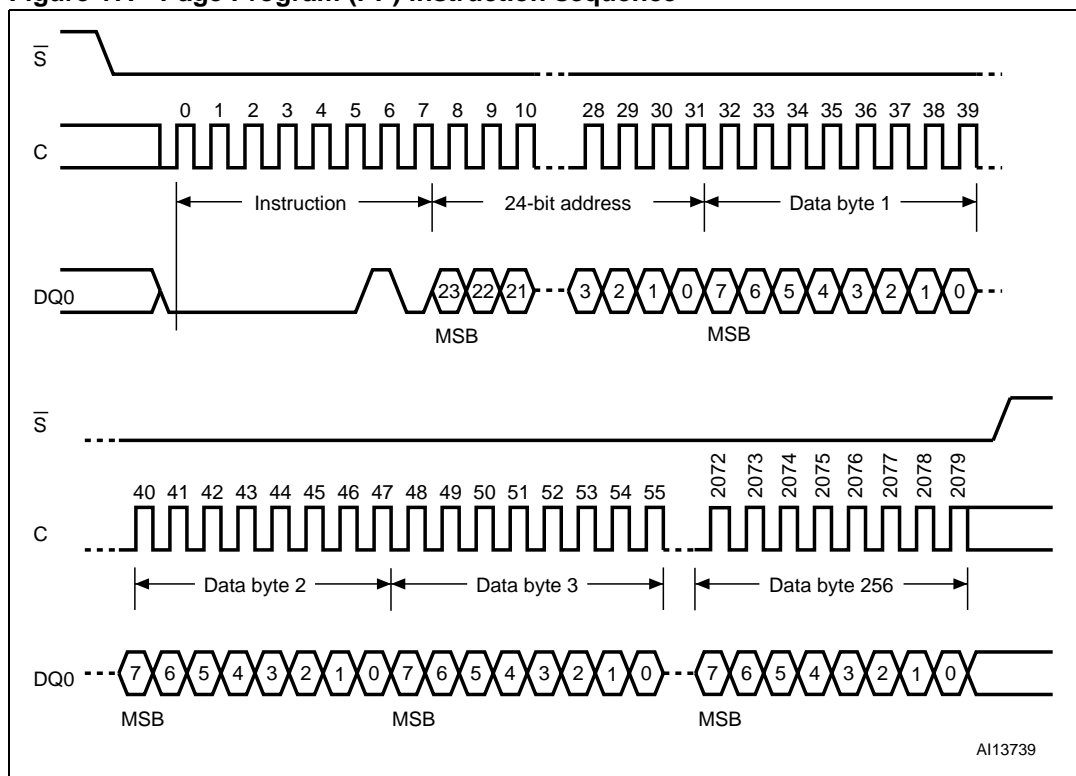 Figure 17. Page Program (PP) instruction sequence
S
0 1 2 3 4 5 6 7 8 9 10 28 29 30 31 32 33 34 35 36 37 38 39
C
Instruction 24-bit address Data byte 1
DQ0 23 22 21 3 2 1 0 7 6 5 4 3 2 1 0
MSB MSB
S
2072 2073 2074 2075 2076 2077 2078 2079
40 41 42 43 44 45 46 47 48 49 50 51 52 53 54 55
C
Data byte 2 Data byte 3 Data byte 256
DQ0 7 6 5 4 3 2 1 0 7 6 5 4 3 2 1 0 7 6 5 4 3 2 1 0
MSB MSB MSB
AI13739